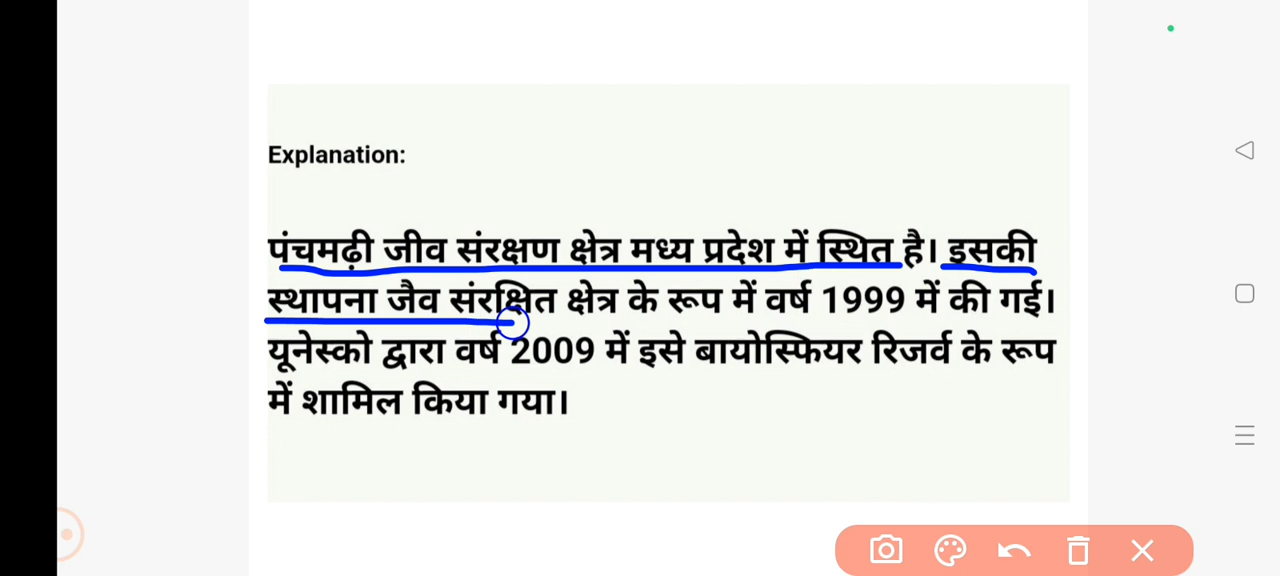 Explanation:
पंचमढ़ी जीव संरक्षण क्षेत्र मध्य प्रदेश में स्थित है। इसकी
स्थापना जैव संरक्षित क्षेत्र के रूप में वर्ष 1999 में की गई।
यूनेस्को द्वारा वर्ष 2009 में इसे बायोस्फियर रिजर्व के रूप
में शामिल किया गया।